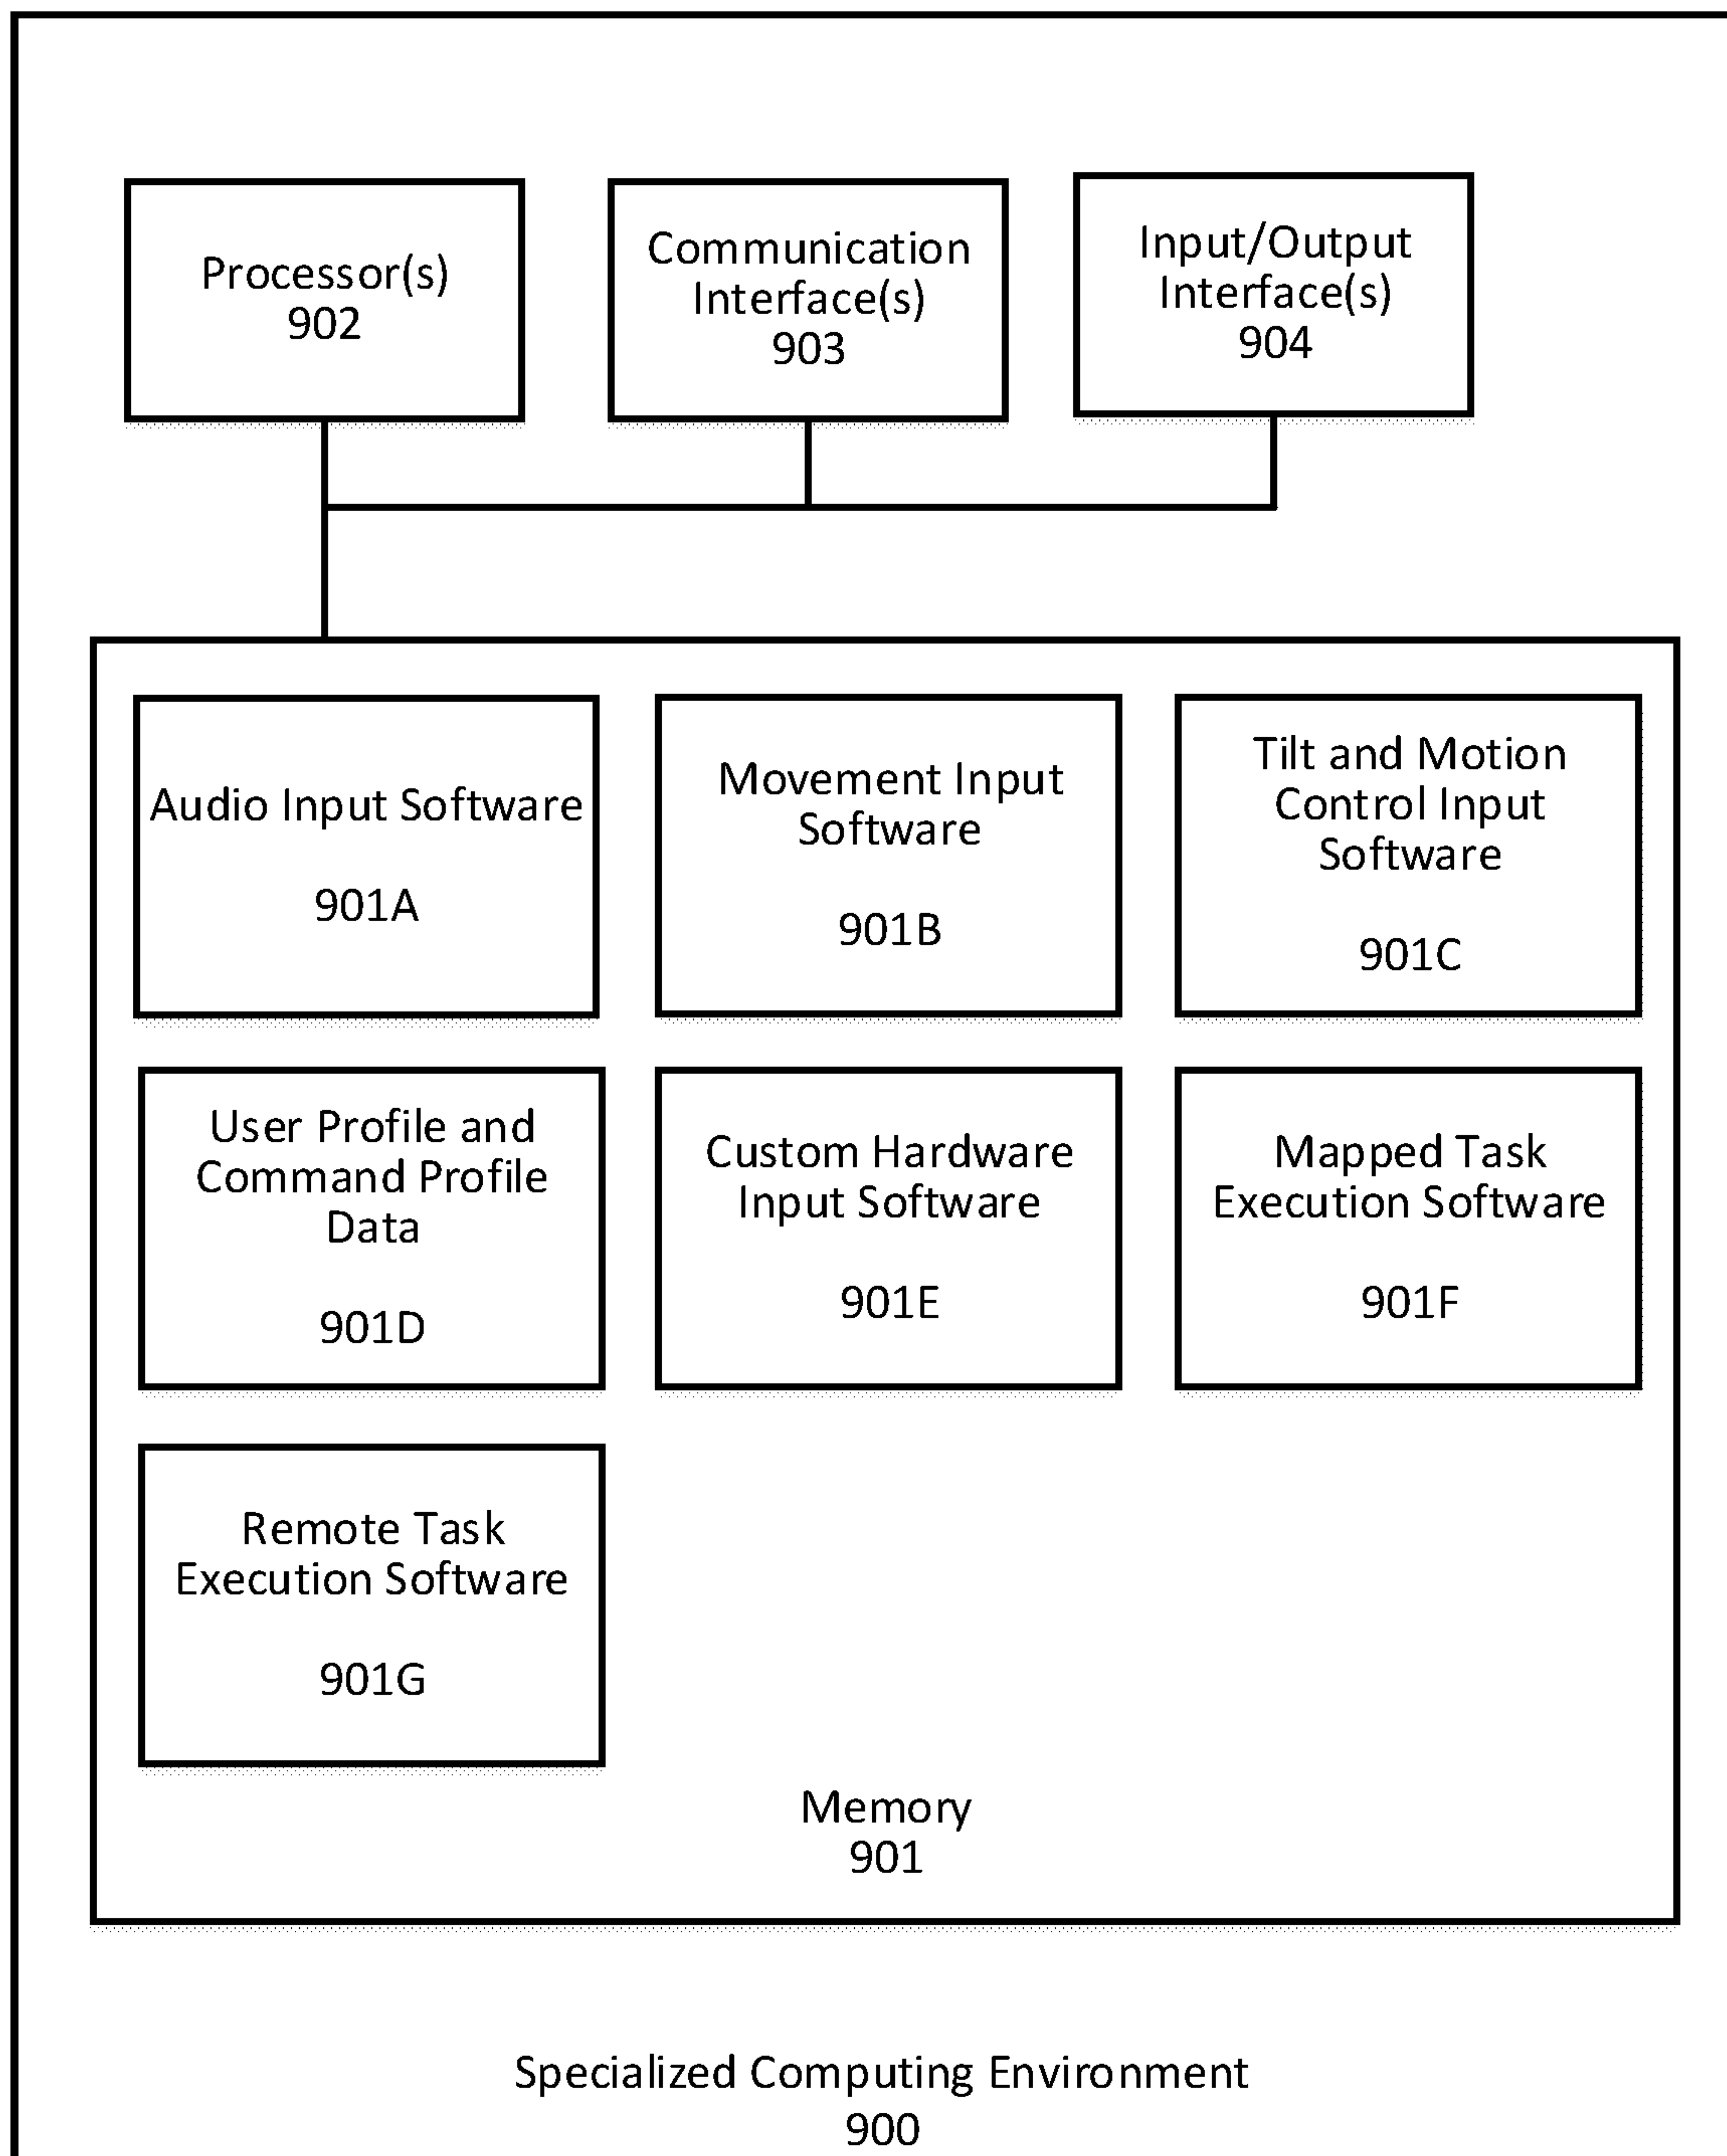 Processor(s)
902
Communication
Interface(s)
903
Input/Output
Interface(s)
904
Audio Input Software
901A
Movement Input
Software
901B
Tilt and Motion
Control Input
Software
901C
User Profile and
Command Profile
Data
901D
Custom Hardware
Input Software
901E
Mapped Task
Execution Software
901F
Remote Task
Execution Software
901G
Memory
901
Specialized Computing Environment
900